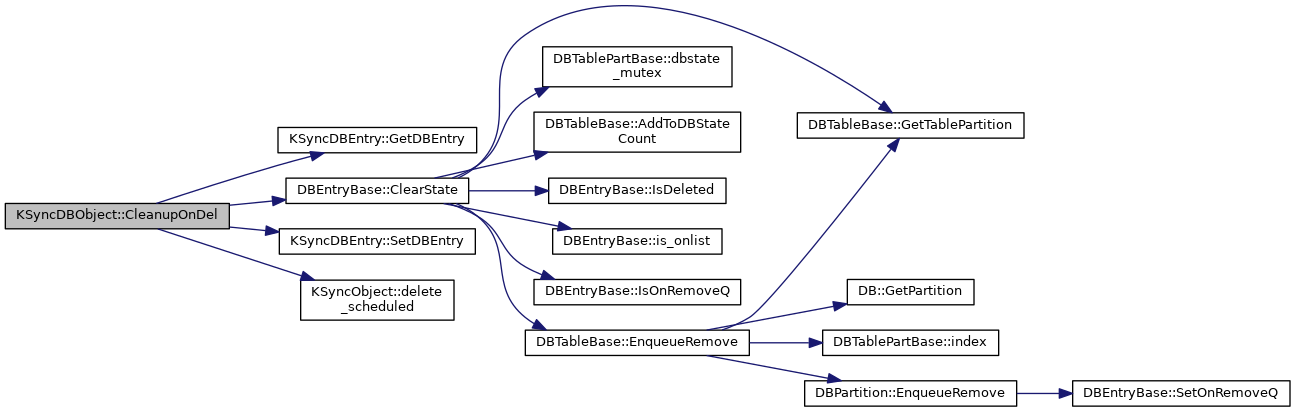 KSyncDBObject::CleanupOnDel
KSyncDBEntry::GetDBEntry
DBEntryBase::ClearState
KSyncDBEntry::SetDBEntry
KSyncObject::delete
_scheduled
DBTablePartBase::dbstate
_mutex
DBTableBase::AddToDBState
Count
DBEntryBase::IsDeleted
DBEntryBase::is_onlist
DBEntryBase::IsOnRemoveQ
DBTableBase::EnqueueRemove
DBTableBase::GetTablePartition
DB::GetPartition
DBTablePartBase::index
DBPartition::EnqueueRemove
DBEntryBase::SetOnRemoveQ